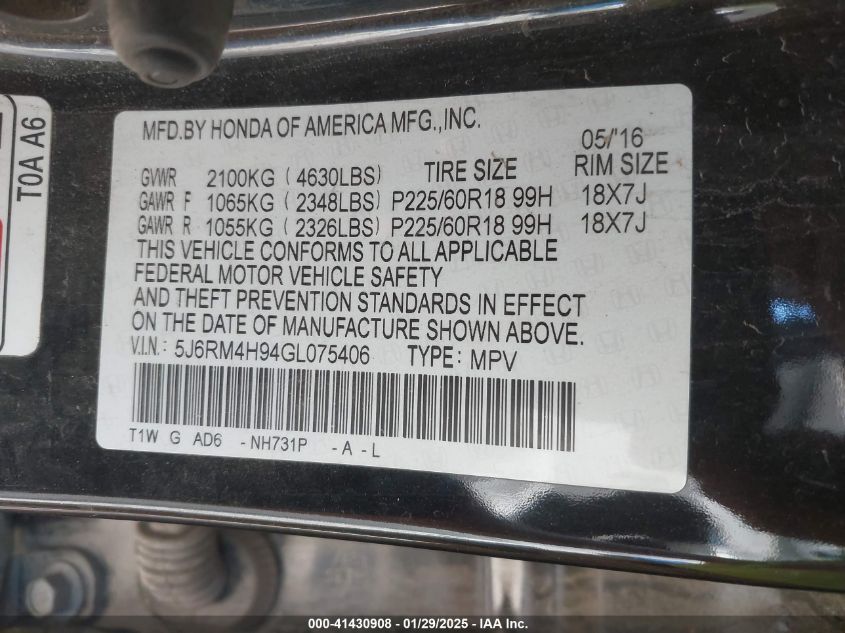 T0A A6
MFD.BY HONDA OF AMERICA MFG.,INC.
05/'16
GVWR 2100KG ( 4630LBS) TIRE SIZE RIM SIZE
GAWR F 1065KG ( 2348LBS) P225/60R18 99H 18X7J
GAWR R 1055KG ( 2326LBS) P225/60R18 99H 18X7J
THIS VEHICLE CONFORMS TO ALL APPLICABLE
FEDERAL MOTOR VEHICLE SAFETY
AND THEFT PREVENTION STANDARDS IN EFFECT
ON THE DATE OF MANUFACTURE SHOWN ABOVE.
V.I.N.: 5J6RM4H94GL075406 TYPE: MPV
T1W G AD6 -NH731P -A-L
000-41430908 - 01/29/2025 - WWW.IAAI.COM